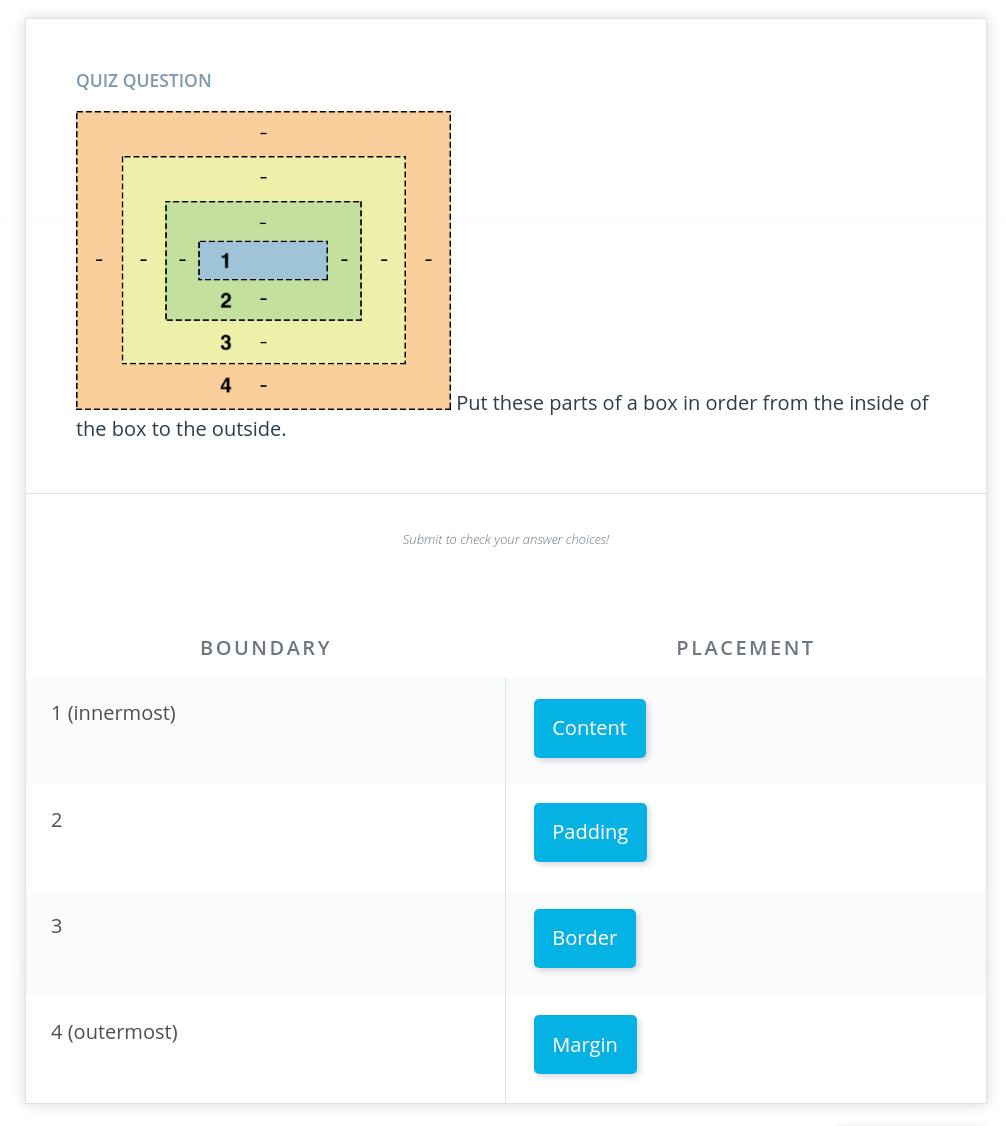 QUIZ QUESTION
-
-
-
- - - 1 - - -
2 -
3 -
4 -
Put these parts of a box in order from the inside of
the box to the outside.
Submit to check your answer choices!
BOUNDARY PLACEMENT
1 (innermost) Content
2 Padding
3 Border
4 (outermost) Margin